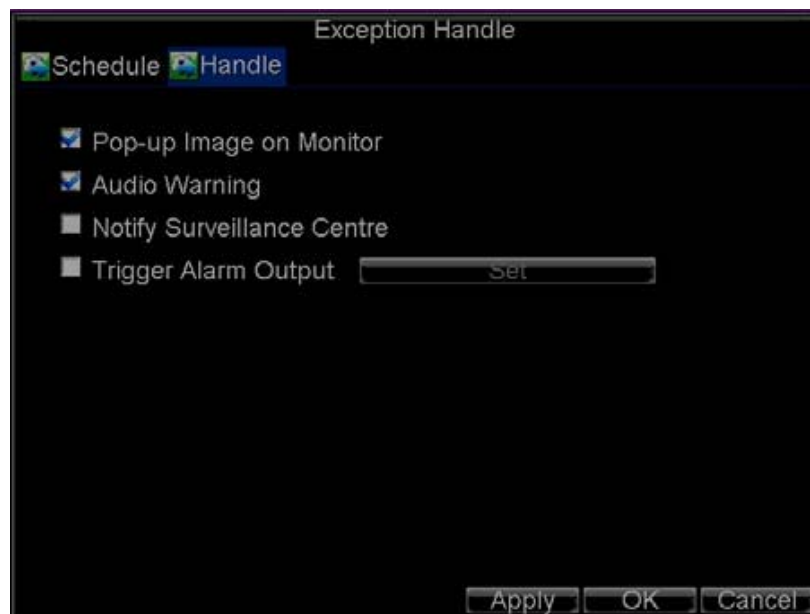 Exception Handle
Schedule Handle
Pop-up Image on Monitor
Audio Warning
Notify Surveillance Centre
Trigger Alarm Output Set
Apply OK Cancel